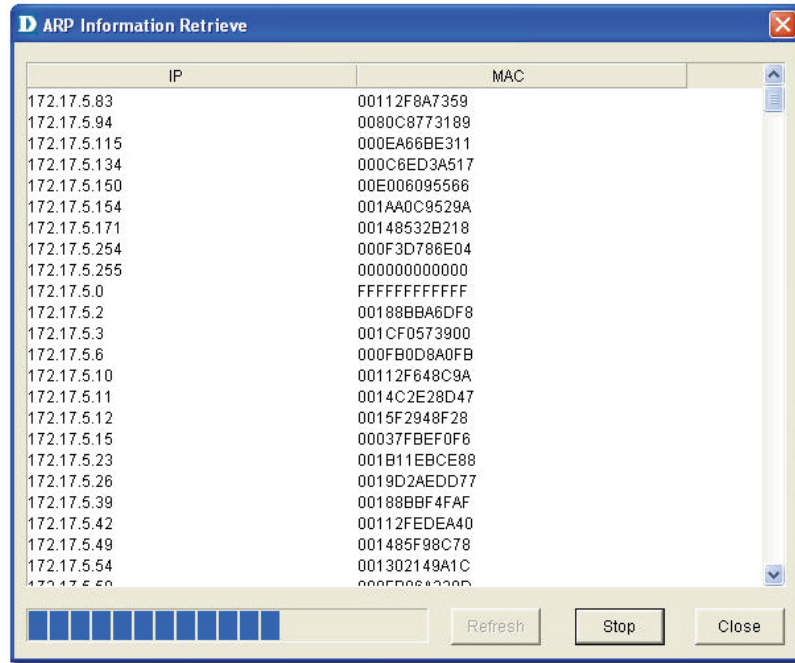 D ARP Information Retrieve
IP MAC
172.17.5.83 00112F8A7359
172.17.5.94 0080C8773189
172.17.5.115 000EA66BE311
172.17.5.134 000C6ED3A517
172.17.5.150 00E006095566
172.17.5.154 001AA0C9529A
172.17.5.171 00148532B218
172.17.5.254 000F3D786E04
172.17.5.255 000000000000
172.17.5.0 FFFFFFFFFFFF
172.17.5.2 00188BBA6DF8
172.17.5.3 001CF0573900
172.17.5.6 000FB0D8A0FB
172.17.5.10 00112F648C9A
172.17.5.11 0014C2E28D47
172.17.5.12 0015F2948F28
172.17.5.15 00037FBEF0F6
172.17.5.23 001B11EBCE88
172.17.5.26 0019D2AEDD77
172.17.5.39 00188BBF4FAF
172.17.5.42 00112FEDEA40
172.17.5.49 001485F98C78
172.17.5.54 001302149A1C
Refresh Stop Close